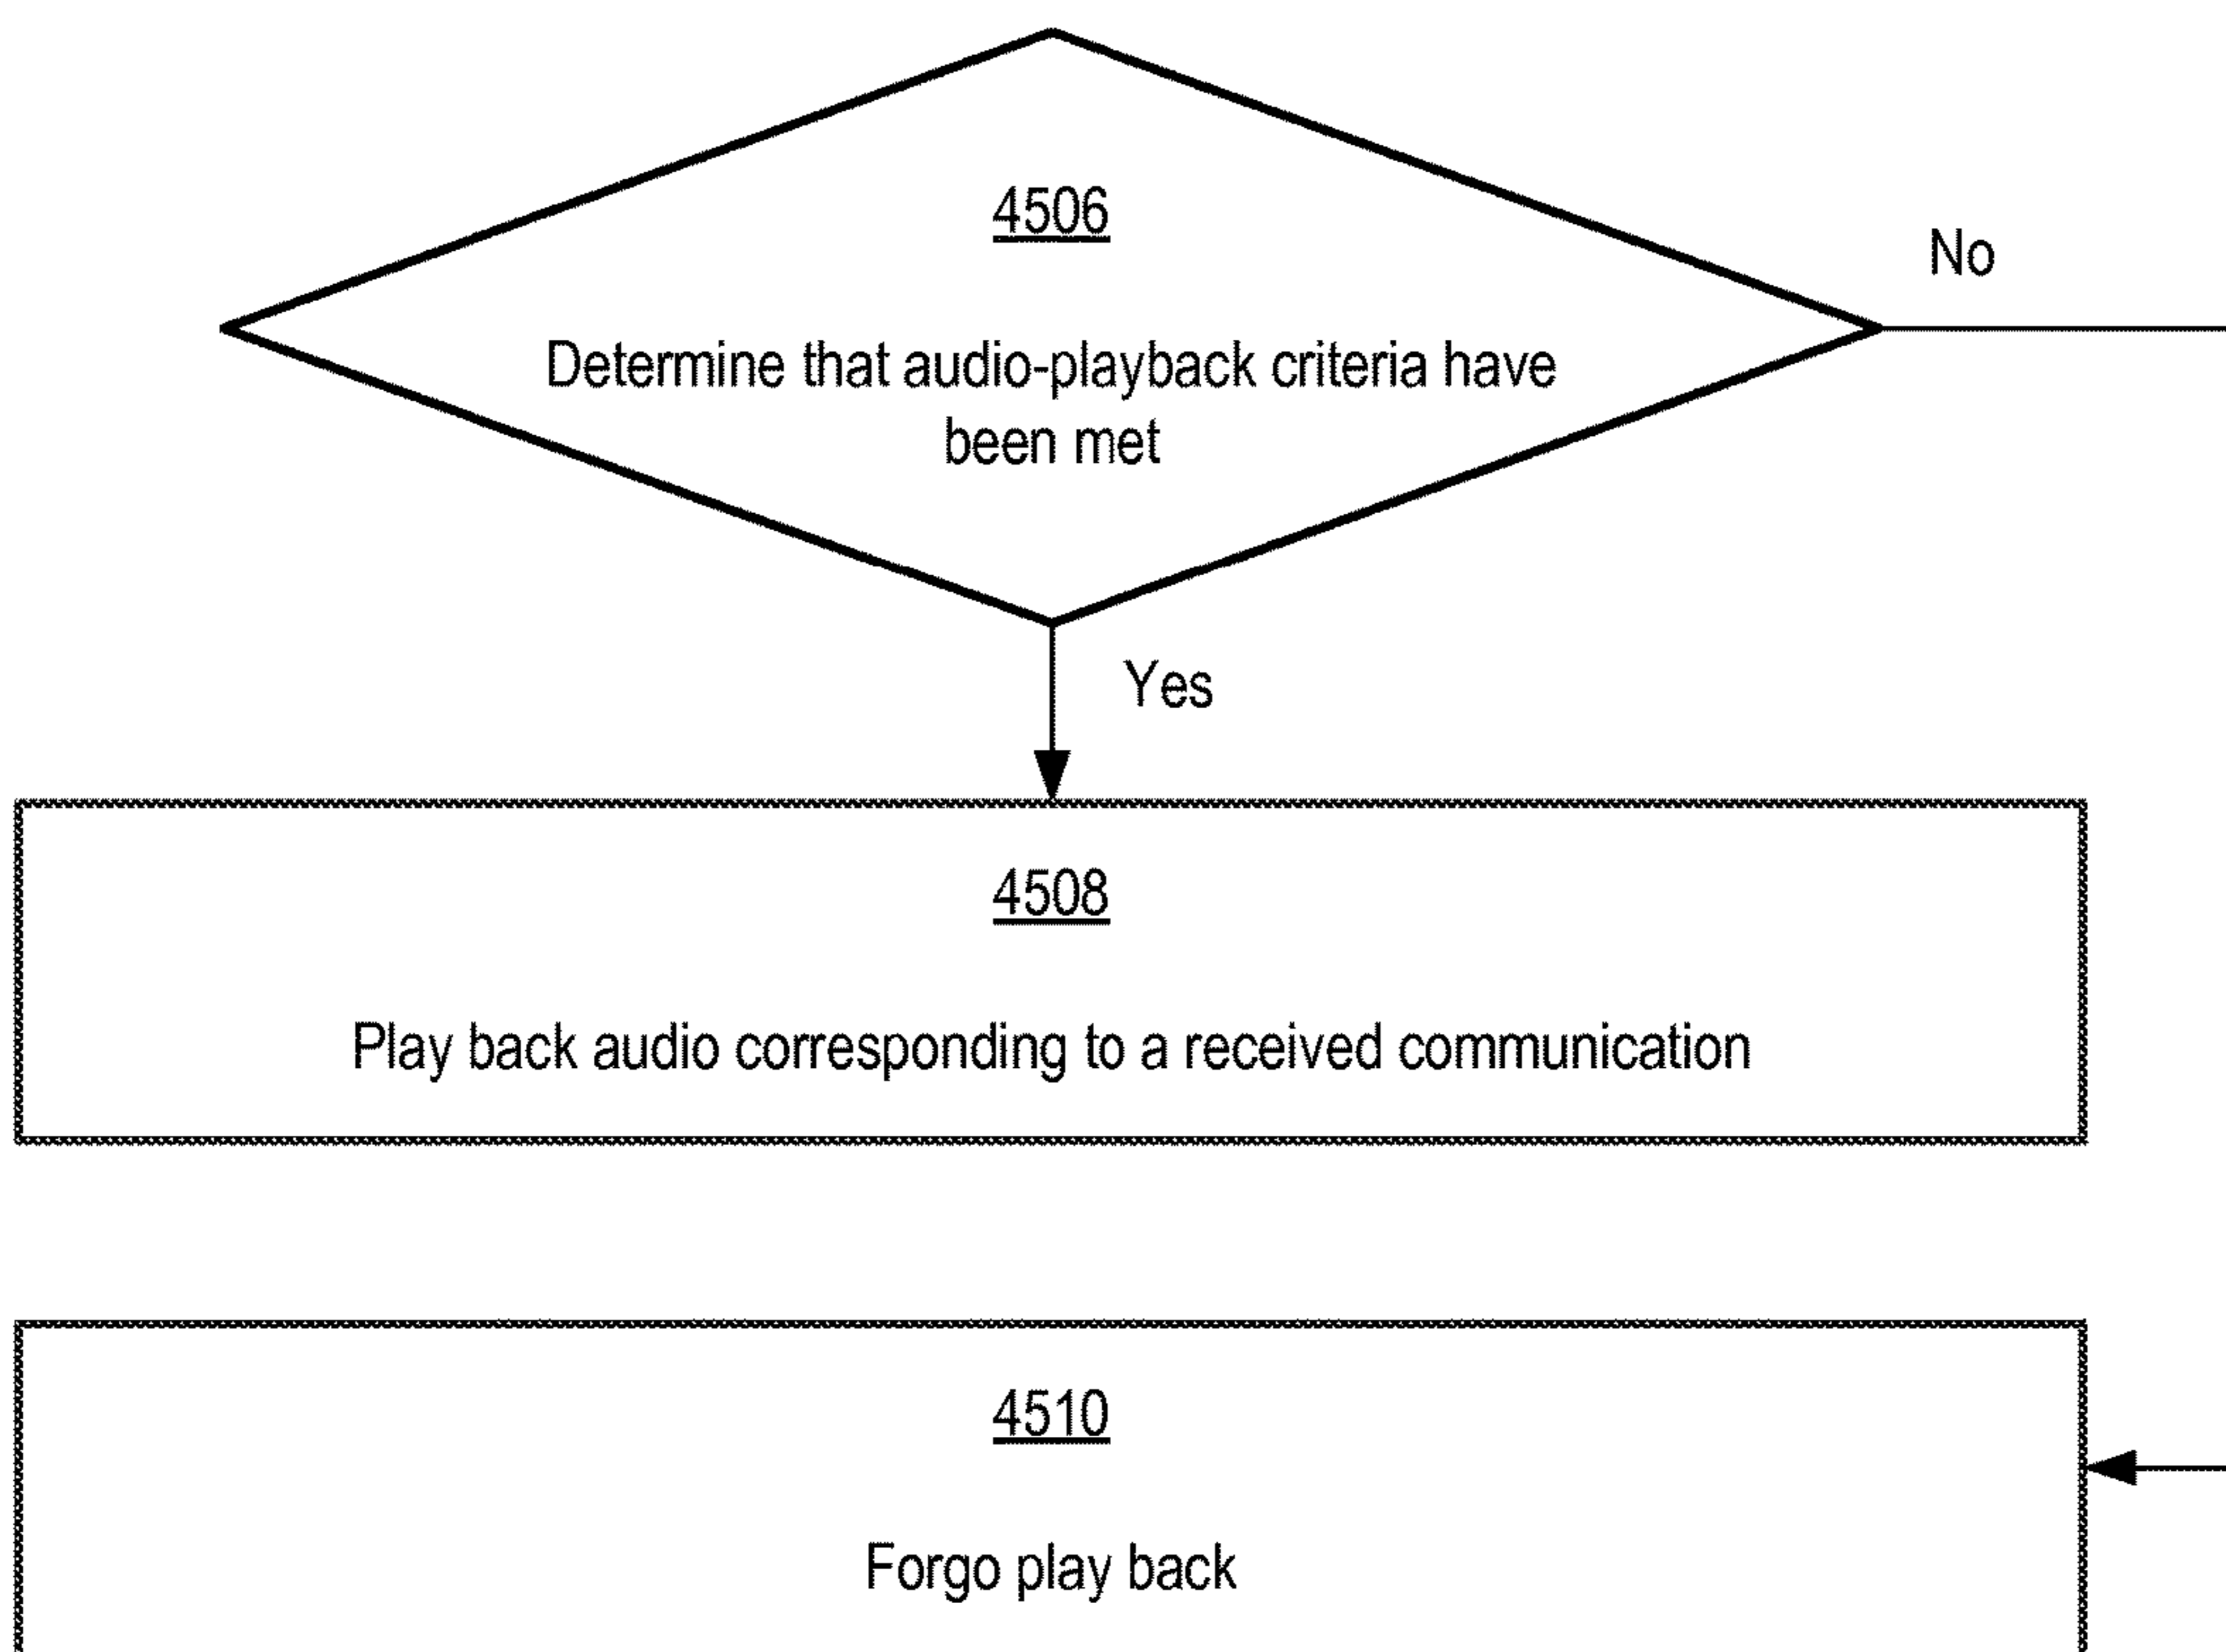 4506
No
Determine that audio-playback criteria have
been met
Yes
4508
Play back audio corresponding to a received communication
4510
Forgo play back